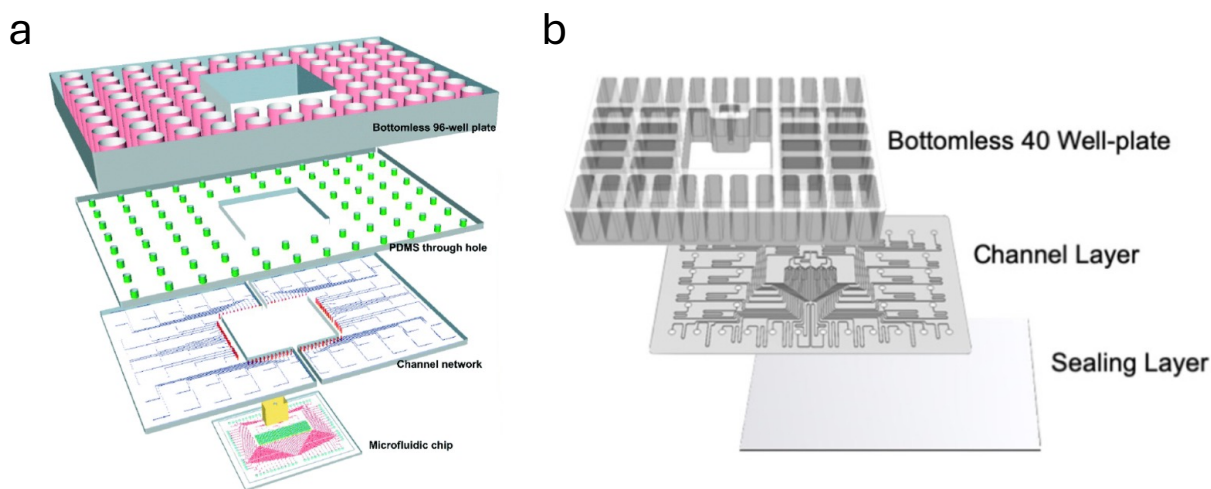 a
Bottomless 96-well plate
PDMS through hole
Channel network
Microfluidic chip
b
Bottomless 40 Well-plate
Channel Layer
Sealing Layer